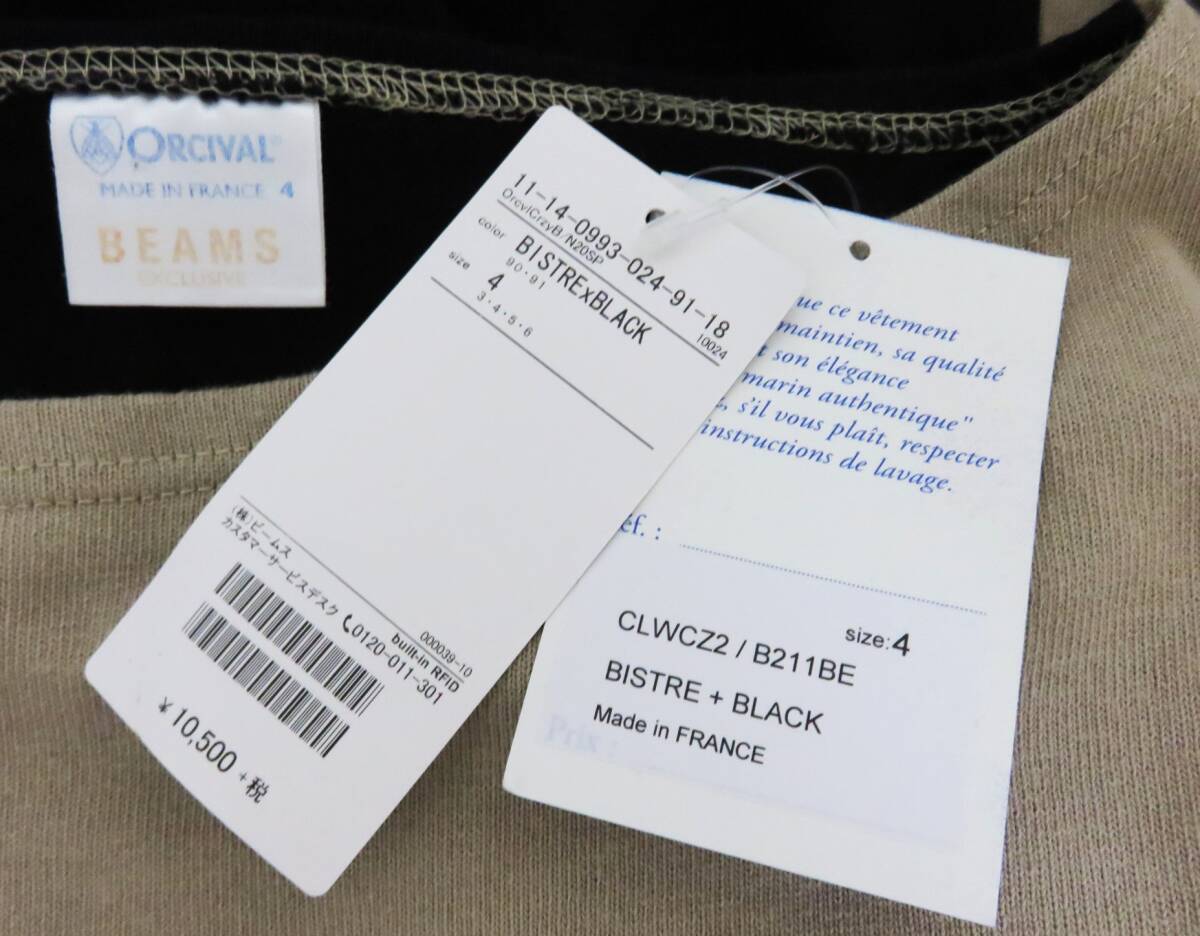 ORCIVAL
MADE IN FRANCE 4
BEAMS
EXCLUSIVE
11-14-0993-024-91-18
OrcvlCrzyB/N20SP 10024
color BISTRExBLACK
90・91
size 4
3・4・5・6
(株)ビームス
カスタマーサービスデスク 0120-011-301
000039-10
built-in RFID
¥10,500 +税
ue ce vêtement
maintien, sa qualité
t son élégance
marin authentique"
, s'il vous plaît, respecter
instructions de lavage.
éf. :
size: 4
CLWCZ2 / B211BE
BISTRE + BLACK
Made in FRANCE
Prix :